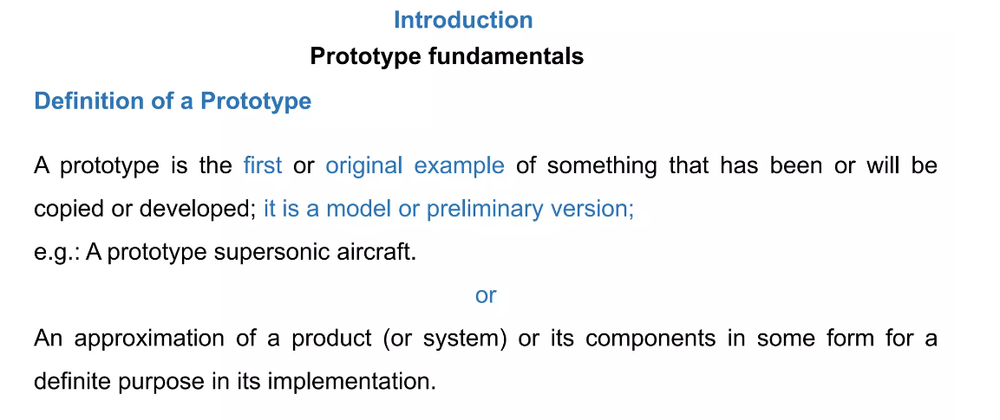 Introduction
Prototype fundamentals
Definition of a Prototype
A prototype is the first or original example of something that has been or will be
copied or developed; it is a model or preliminary version;
e.g.: A prototype supersonic aircraft.
or
An approximation of a product (or system) or its components in some form for a
definite purpose in its implementation.